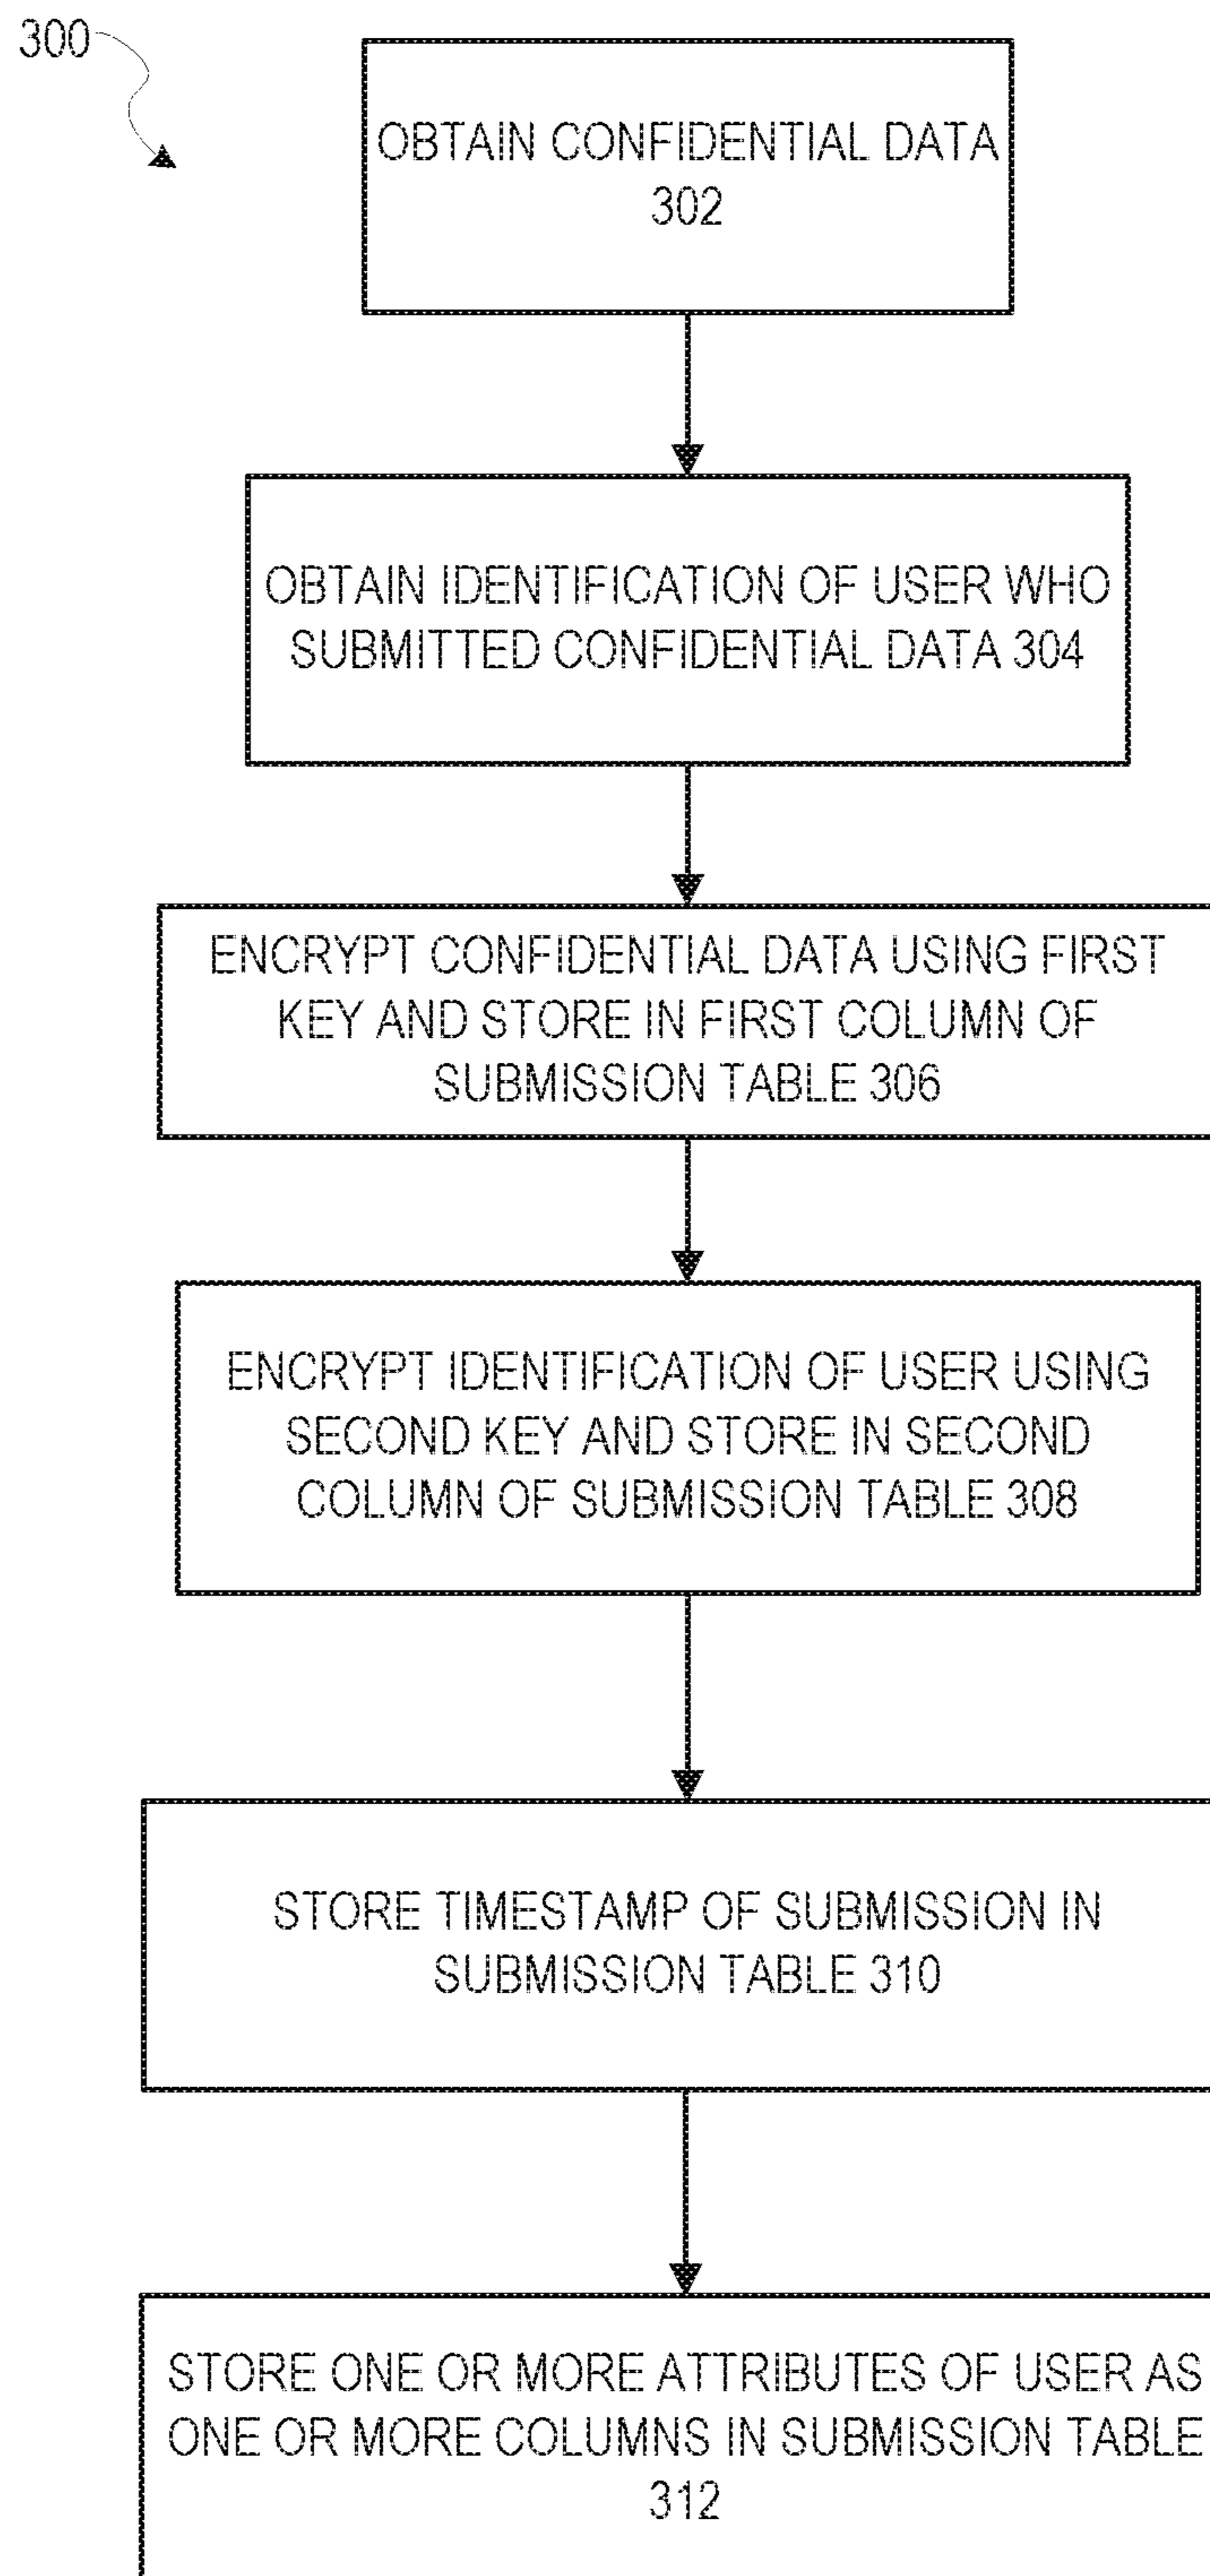 300
OBTAIN CONFIDENTIAL DATA
302
OBTAIN IDENTIFICATION OF USER WHO
SUBMITTED CONFIDENTIAL DATA 304
ENCRYPT CONFIDENTIAL DATA USING FIRST
KEY AND STORE IN FIRST COLUMN OF
SUBMISSION TABLE 306
ENCRYPT IDENTIFICATION OF USER USING
SECOND KEY AND STORE IN SECOND
COLUMN OF SUBMISSION TABLE 308
STORE TIMESTAMP OF SUBMISSION IN
SUBMISSION TABLE 310
STORE ONE OR MORE ATTRIBUTES OF USER AS
ONE OR MORE COLUMNS IN SUBMISSION TABLE
312